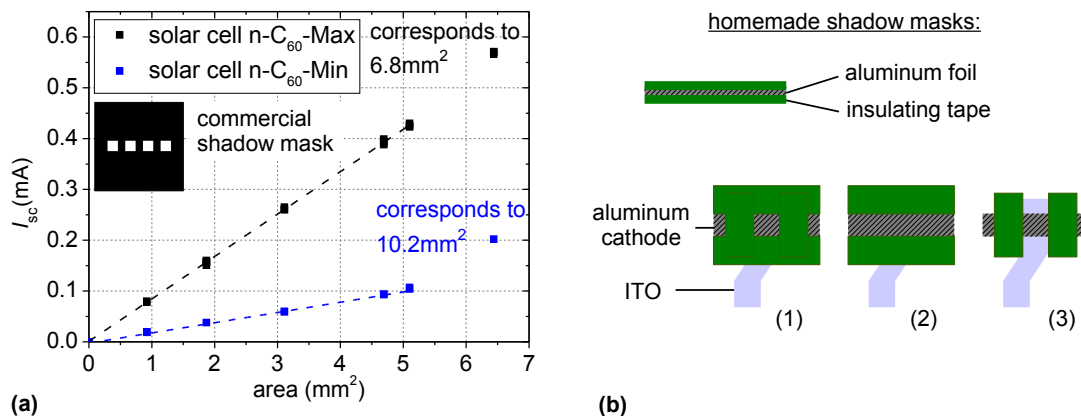 solar cell n-C60-Max
solar cell n-C60-Min
corresponds to
6.8mm2
commercial
shadow mask
corresponds to
10.2mm2
0.6
0.5
0.4
0.3
0.2
0.1
0.0
Isc(mA)
0 1 2 3 4 5 6 7
area (mm2)
(a)
homemade shadow masks:
aluminum foil
insulating tape
aluminum
cathode
ITO
(1) (2) (3)
(b)